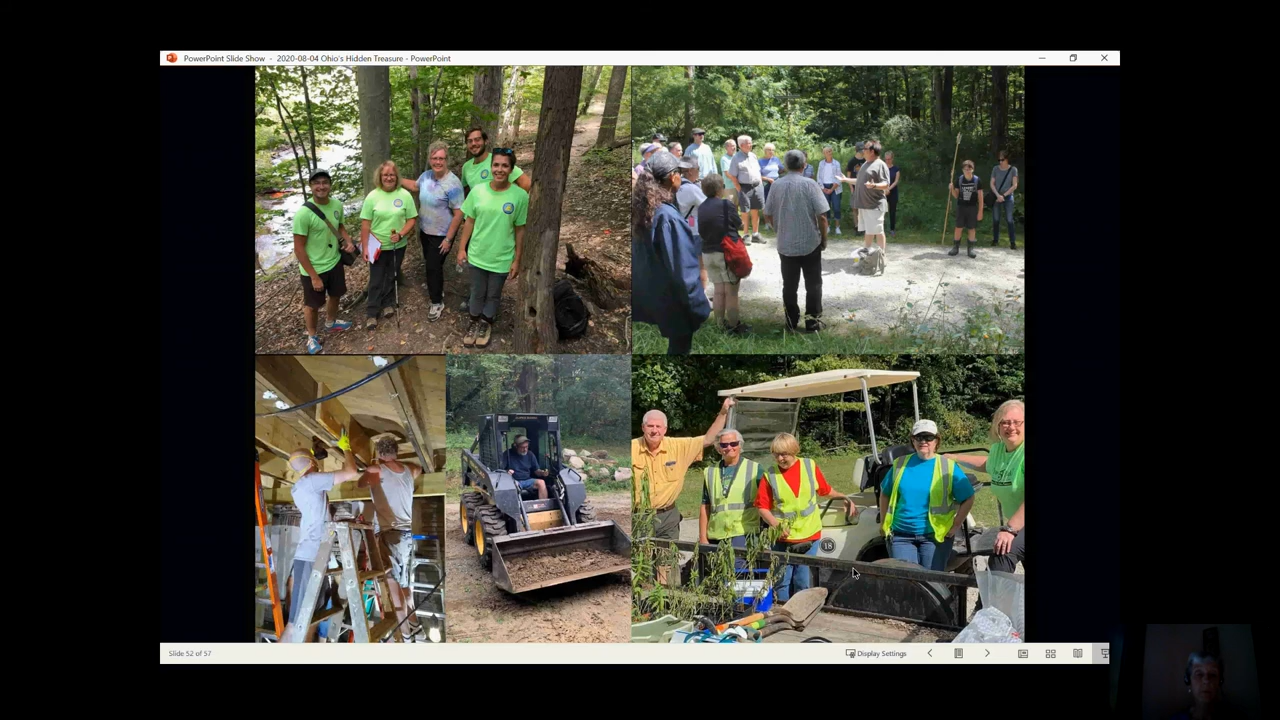 PowerPoint Slide Show - 2020-08-04 Ohio's Hidden Treasure - PowerPoint
18
Slide 52 of 57
Display Settings